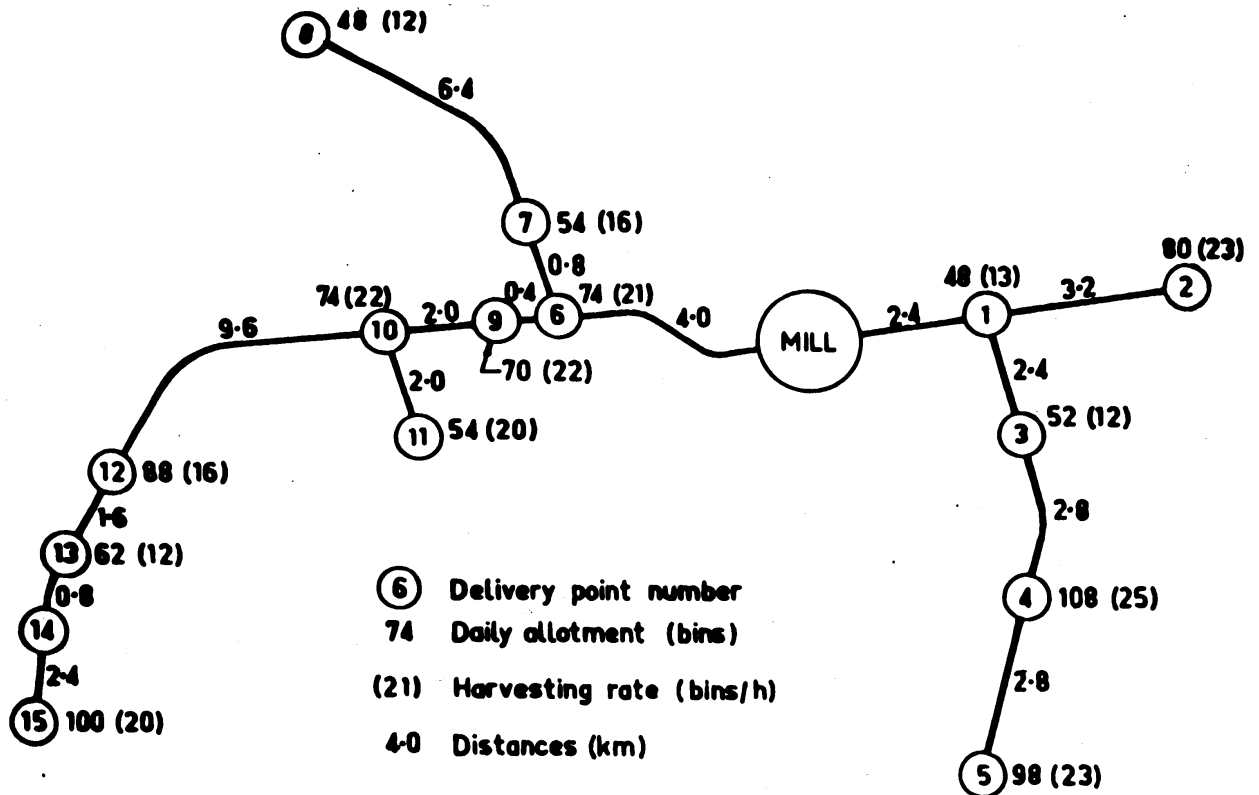 8 48 (12)
6·4
7 54 (16)
0·8
80 (23)
2
3·2
48 (13)
1
2·4
MILL
4·0
74 (21)
6
0·4
9
70 (22)
2·0
74 (22)
10
9·6
2·0
11 54 (20)
2·4
3 52 (12)
2·8
4 108 (25)
2·8
5 98 (23)
12 88 (16)
1·6
13 62 (12)
0·8
14
2·4
15 100 (20)
6 Delivery point number
74 Daily allotment (bins)
(21) Harvesting rate (bins/h)
4·0 Distances (km)